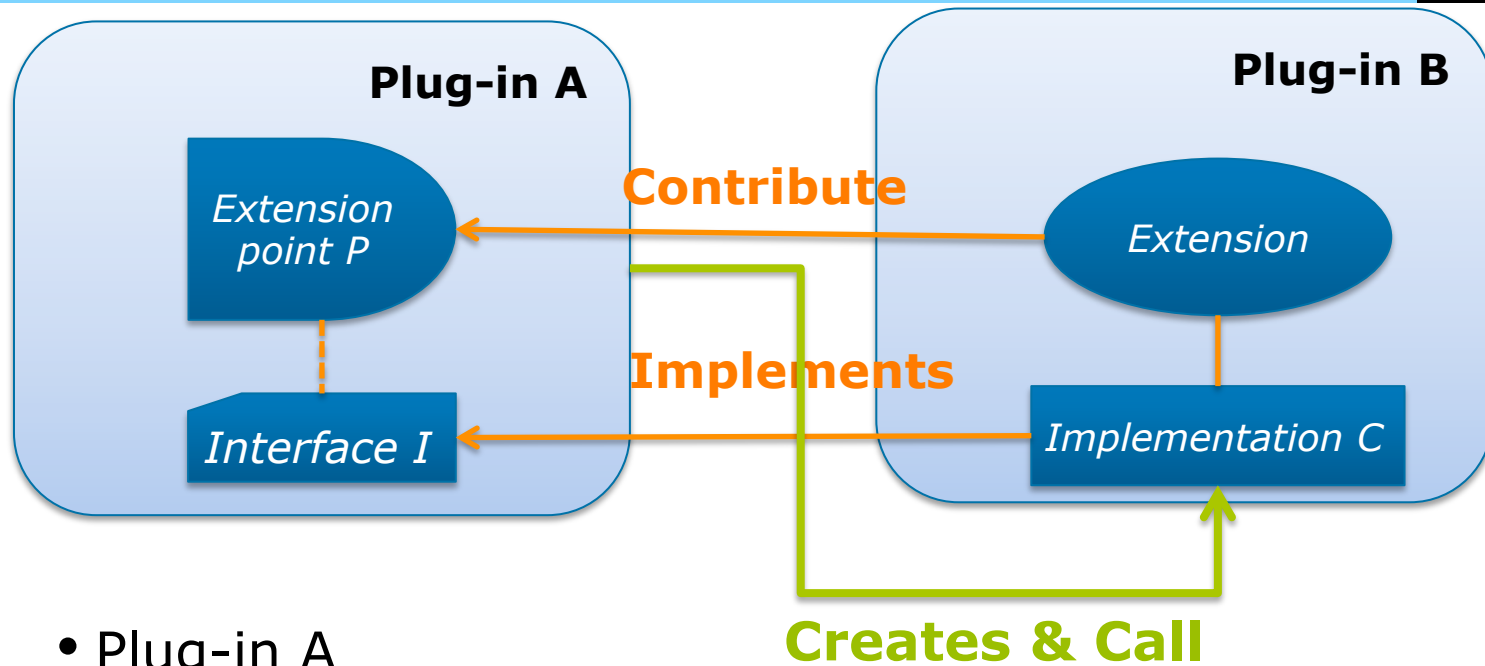 Plug-in A
Plug-in B
Contribute
Extension
point P
Extension
Implements
Interface I
Implementation C
Creates & Call
• Plug-in A